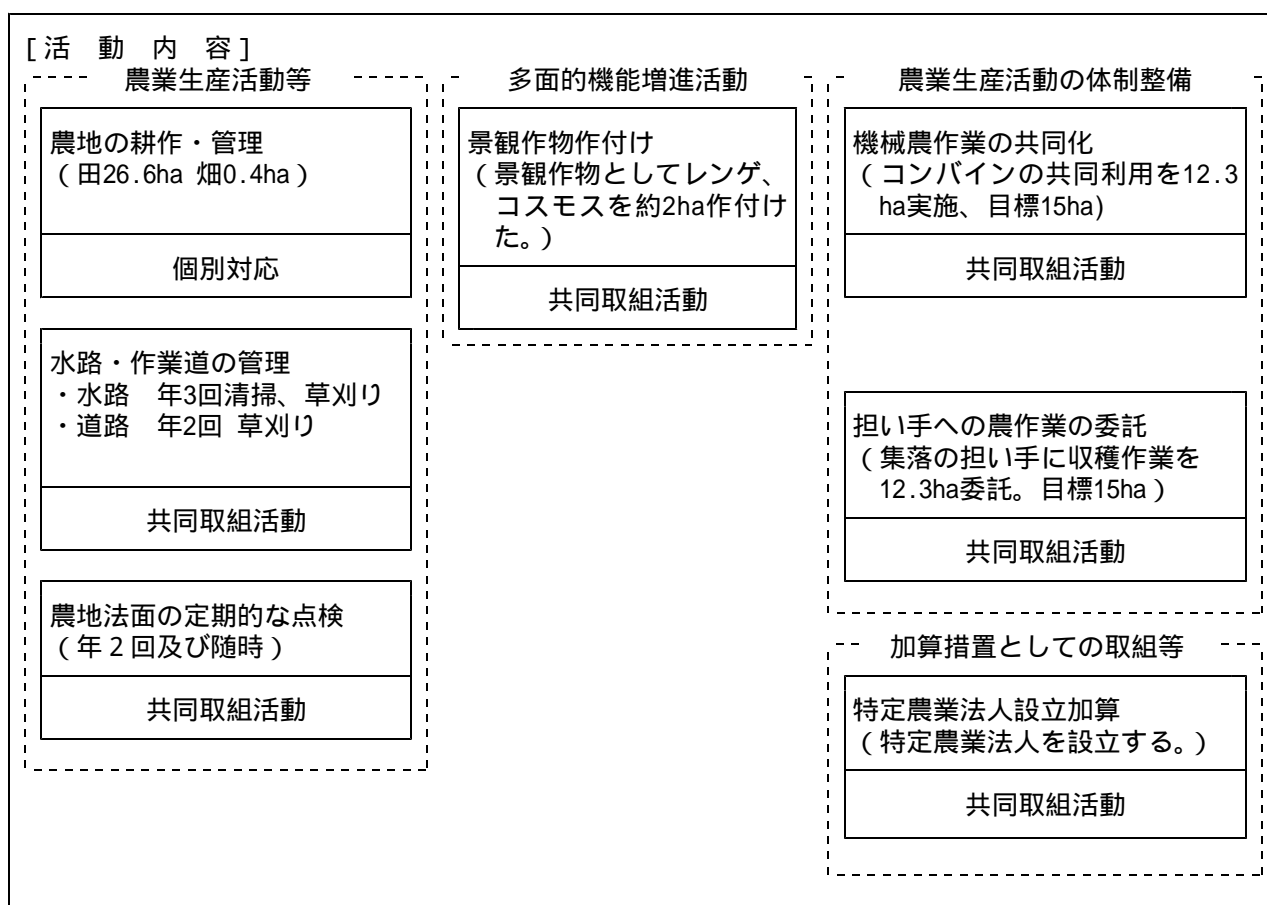 [活 動 内 容]
農業生産活動等
農地の耕作・管理
(田26.6ha 畑0.4ha)
個別対応
水路・作業道の管理
・水路 年3回清掃、草刈り
・道路 年2回 草刈り
共同取組活動
農地法面の定期的な点検
(年2回及び随時)
共同取組活動
多面的機能増進活動
景観作物作付け
(景観作物としてレンゲ、
コスモスを約2ha作付け
た。)
共同取組活動
農業生産活動の体制整備
機械農作業の共同化
(コンバインの共同利用を12.3
ha実施、目標15ha)
共同取組活動
担い手への農作業の委託
(集落の担い手に収穫作業を
12.3ha委託。目標15ha)
共同取組活動
加算措置としての取組等
特定農業法人設立加算
(特定農業法人を設立する。)
共同取組活動